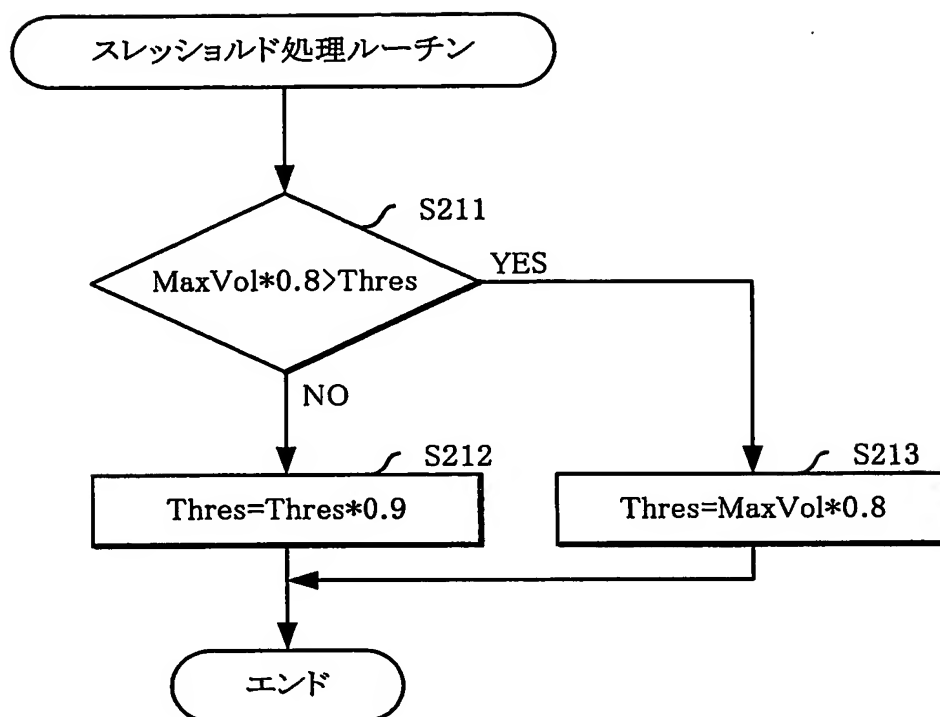 スレッショルド処理ルーチン
S211
MaxVol*0.8>Thres
YES
NO
S212
S213
Thres=Thres*0.9
Thres=MaxVol*0.8
エンド